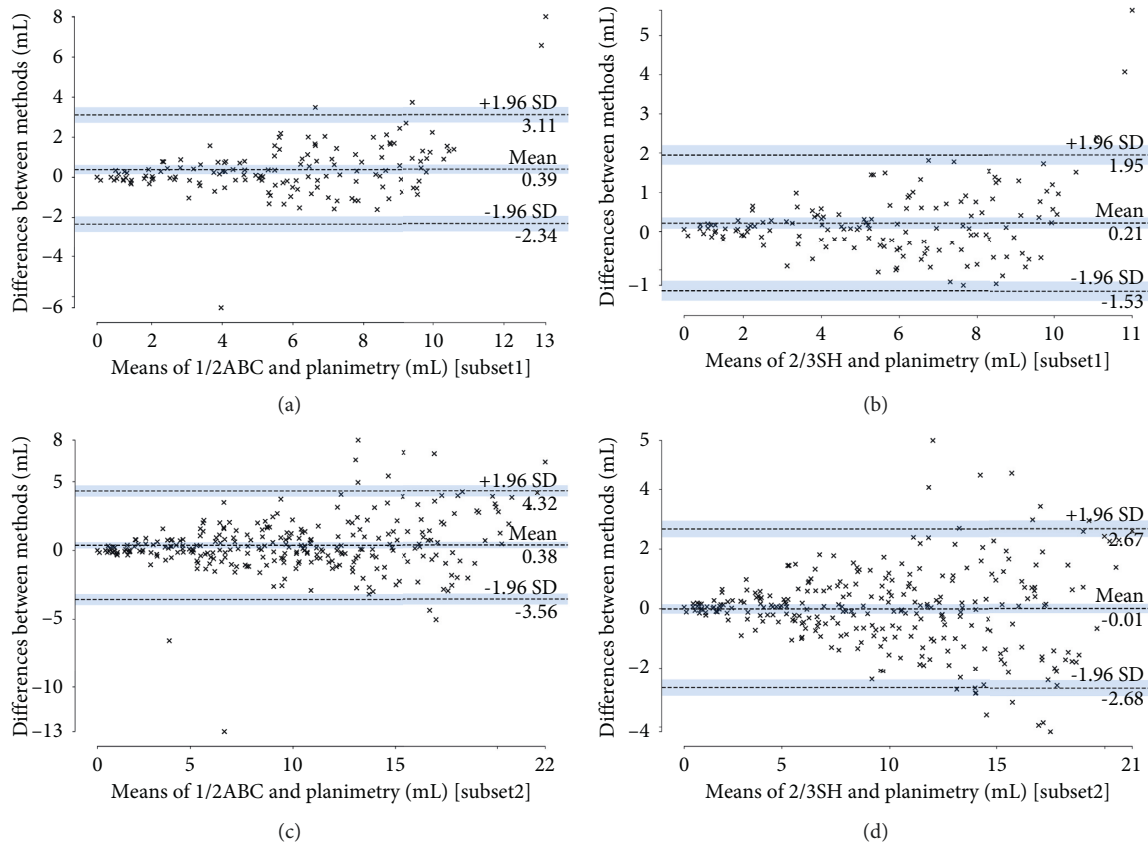 Differences between methods (mL)
8
6
4
2
0
−2
−4
−6
+1.96 SD
3.11
Mean
0.39
-1.96 SD
-2.34
0 2 4 6 8 10 12 13
Means of 1/2ABC and planimetry (mL) [subset1]
(a)
Differences between methods (mL)
5
4
3
2
1
0
−1
+1.96 SD
1.95
Mean
0.21
-1.96 SD
-1.53
0 2 4 6 8 10 11
Means of 2/3SH and planimetry (mL) [subset1]
(b)
Differences between methods (mL)
8
5
0
−5
−10
−13
+1.96 SD
4.32
Mean
0.38
-1.96 SD
-3.56
0 5 10 15 22
Means of 1/2ABC and planimetry (mL) [subset2]
(c)
Differences between methods (mL)
5
4
2
0
−2
−4
+1.96 SD
2.67
Mean
-0.01
-1.96 SD
-2.68
0 5 10 15 20 21
Means of 2/3SH and planimetry (mL) [subset2]
(d)